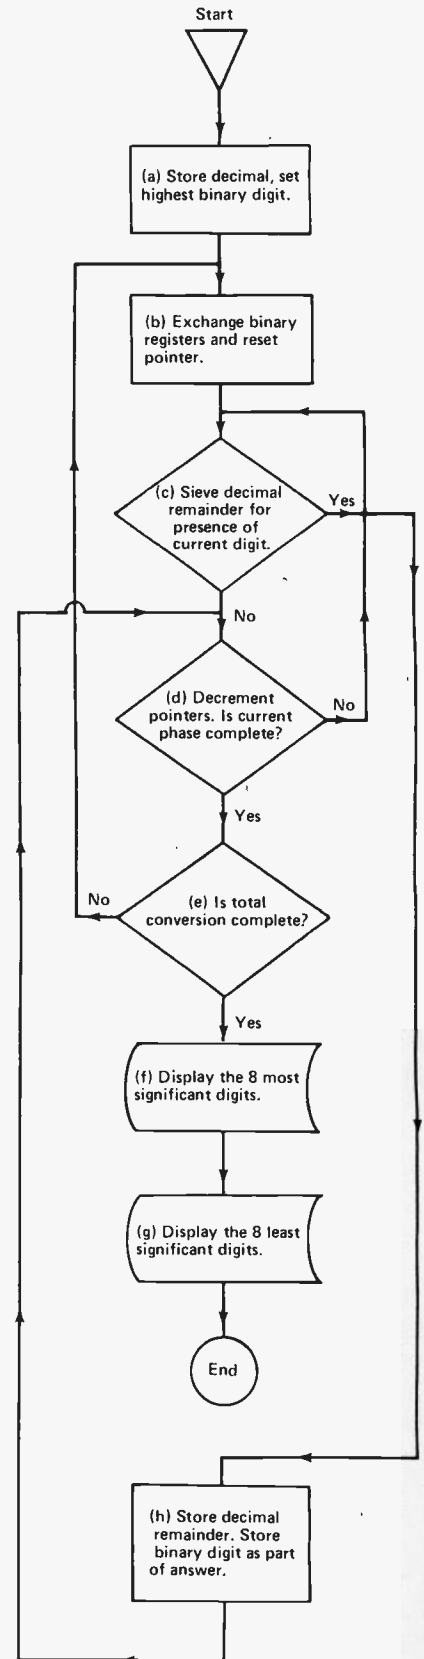 Start
(a) Store decimal, set
highest binary digit.
(b) Exchange binary
registers and reset
pointer.
(c) Sieve decimal
remainder for
presence of
current digit.
Yes
No
(d) Decrement
pointers. Is current
phase complete?
No
Yes
(e) Is total
conversion complete?
No
Yes
(f) Display the 8 most
significant digits.
(g) Display the 8 least
significant digits.
End
(h) Store decimal
remainder. Store
binary digit as part
of answer.